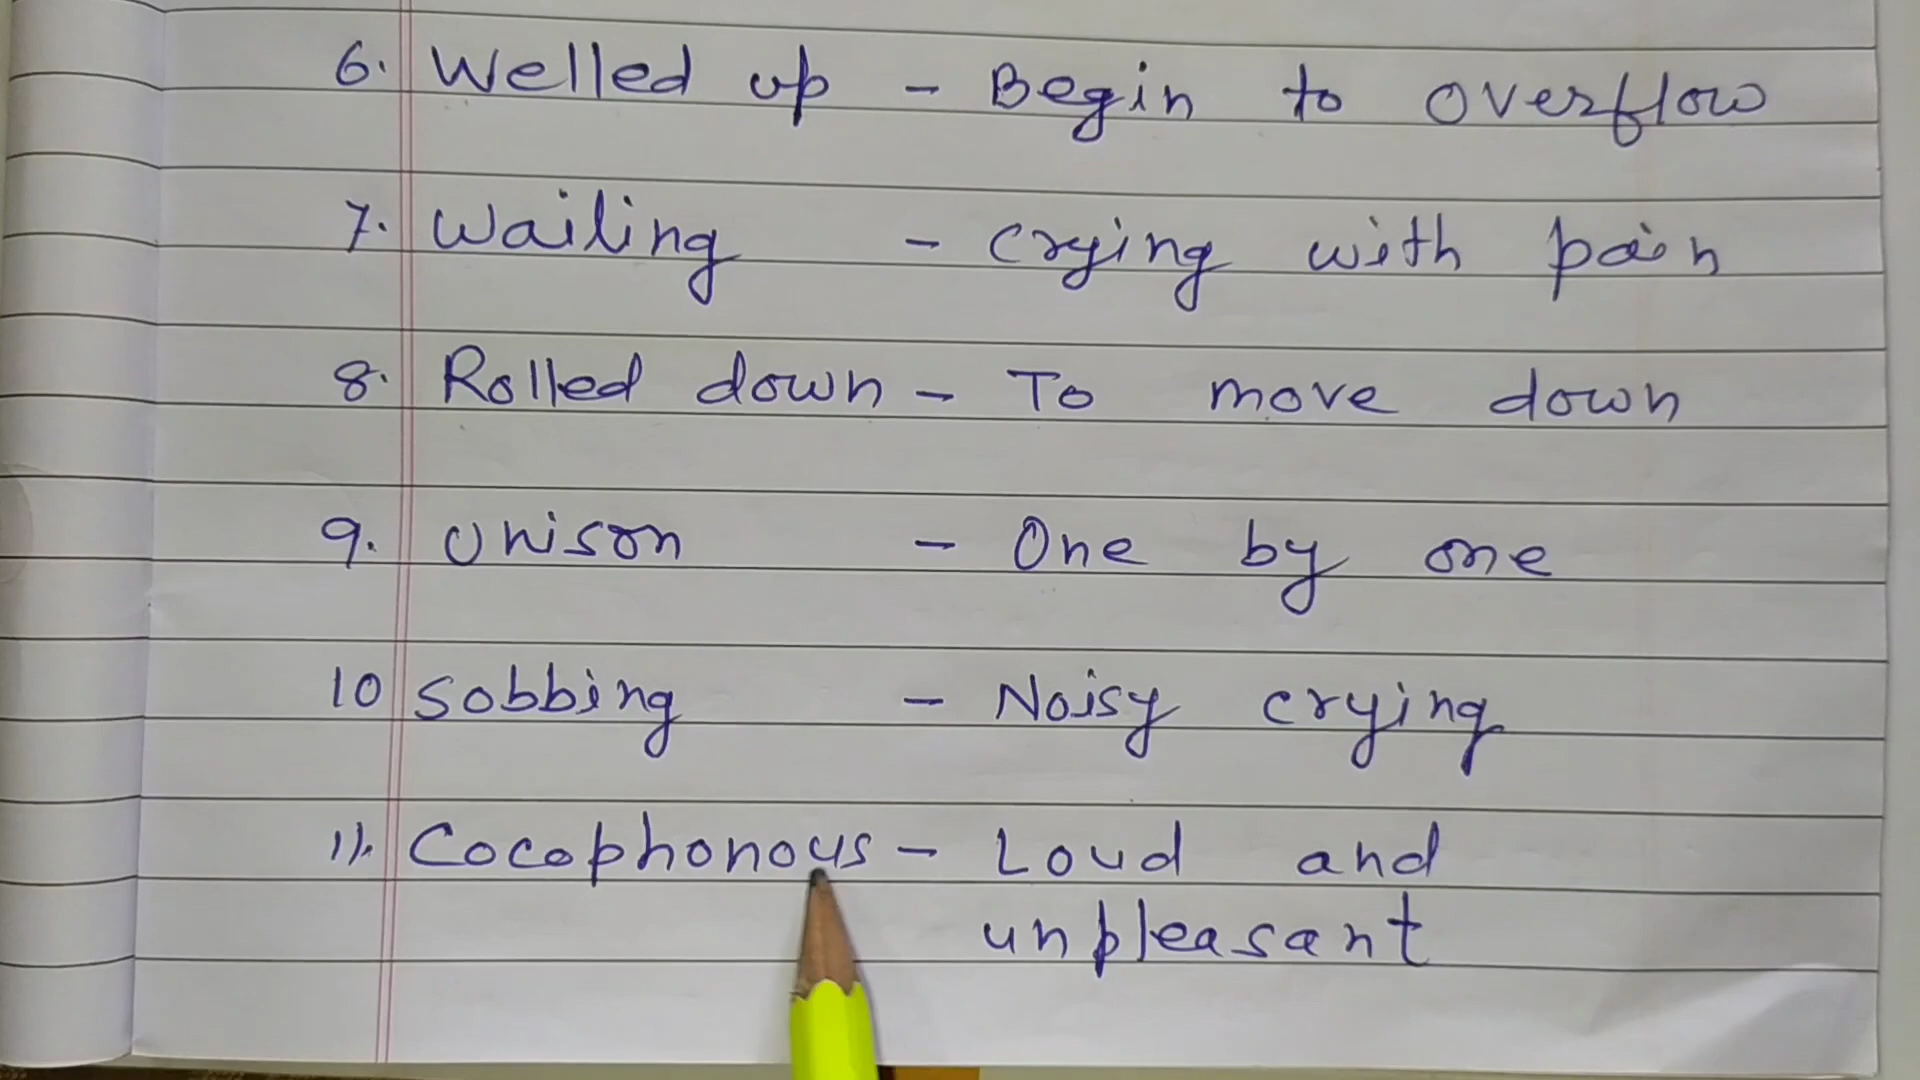 6. Welled up - Begin to overflow
7. Wailing - Crying with pain
8. Rolled down - To move down
9. Unison - One by one
10 Sobbing - Noisy crying
11. Cocophonous - Loud and
unpleasant